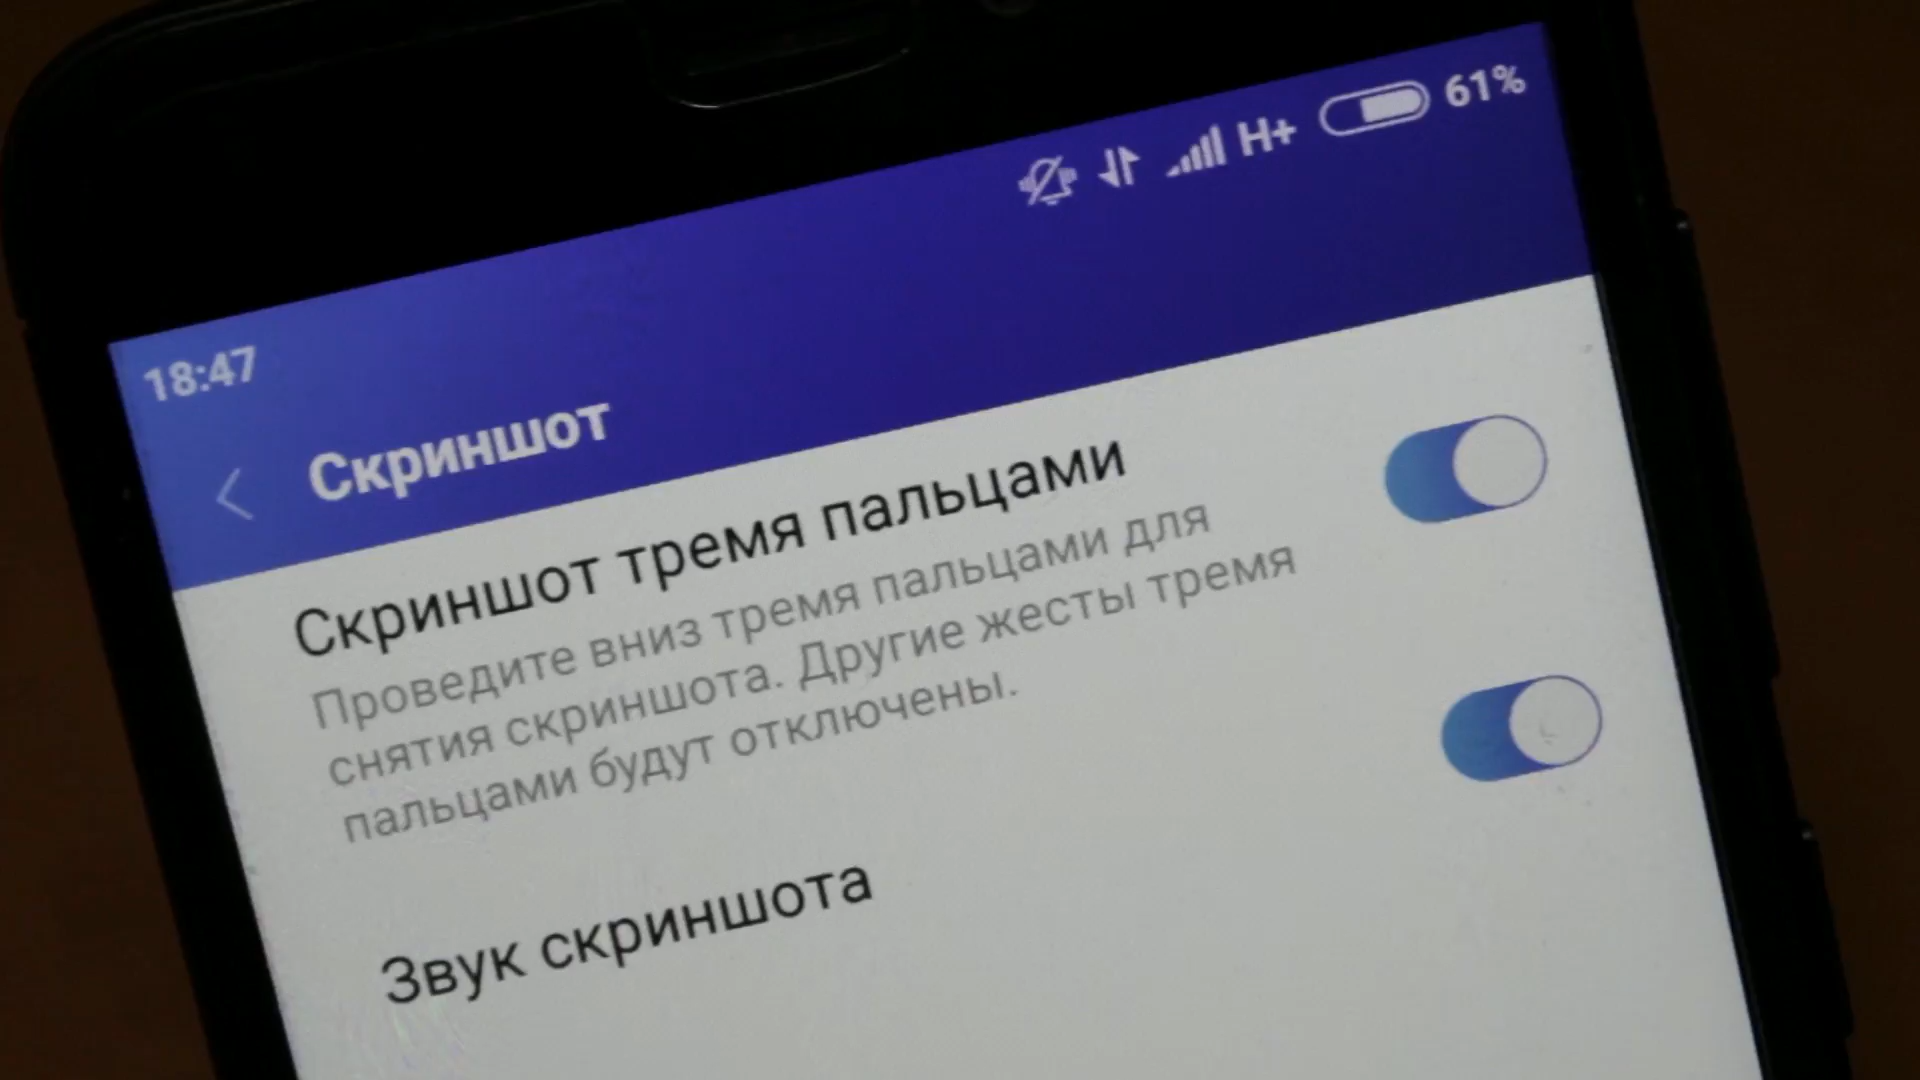 H+ 61%
18:47
Скриншот
Скриншот тремя пальцами
Проведите вниз тремя пальцами для
снятия скриншота. Другие жесты тремя
пальцами будут отключены.
Звук скриншота